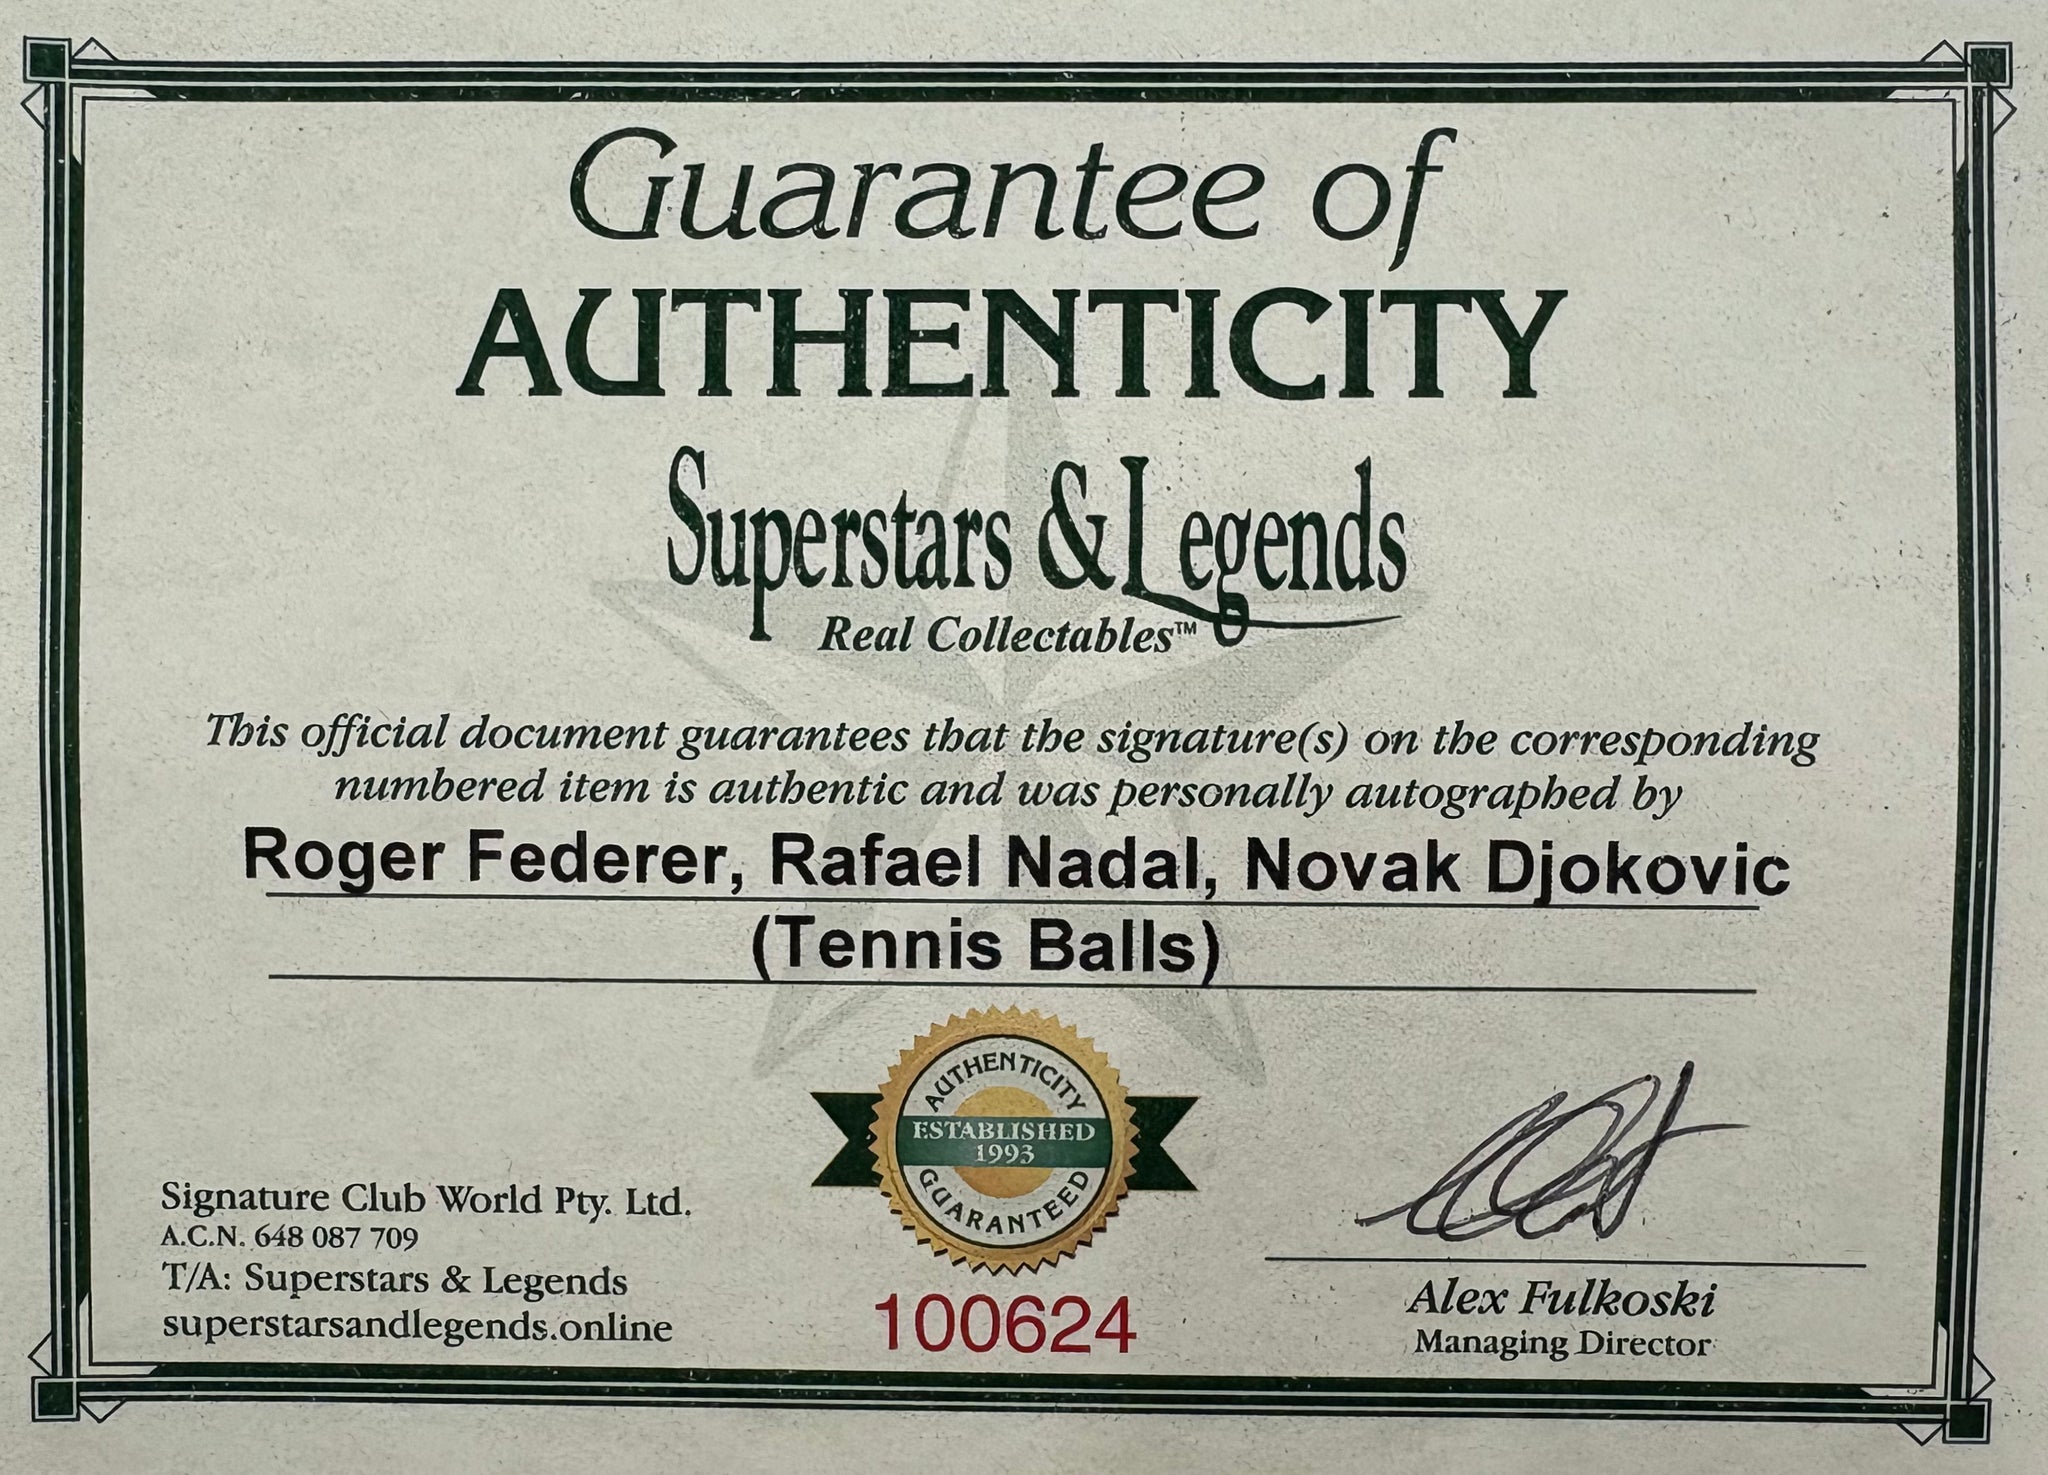 Guarantee of
AUTHENTICITY
Superstars & Legends
Real Collectables™
This official document guarantees that the signature(s) on the corresponding
numbered item is authentic and was personally autographed by
Roger Federer, Rafael Nadal, Novak Djokovic
(Tennis Balls)
AUTHENTICITY
ESTABLISHED
1993
GUARANTEED
Signature Club World Pty. Ltd.
A.C.N. 648 087 709
T/A: Superstars & Legends
superstarsandlegends.online
100624
Alex Fulkoski
Managing Director